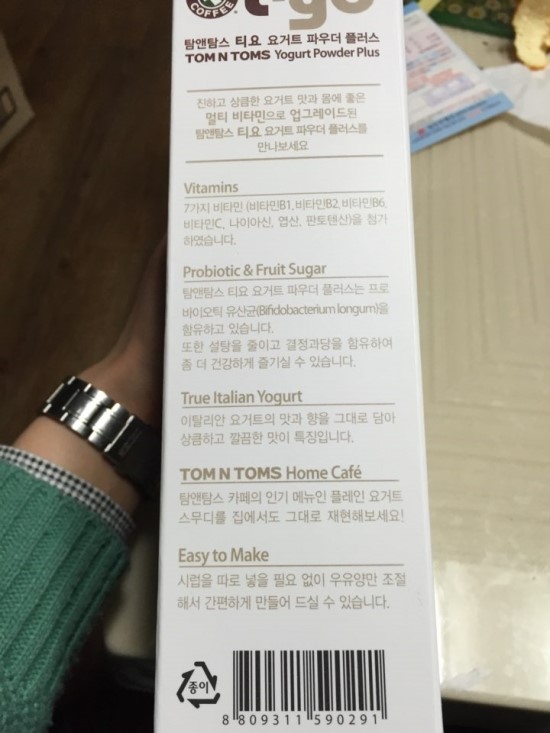 COFFEE
t-go
탐앤탐스 티요 요거트 파우더 플러스
TOM N TOMS Yogurt Powder Plus
진하고 상큼한 요거트 맛과 몸에 좋은
멀티 비타민으로 업그레이드된
탐앤탐스 티요 요거트 파우더 플러스를
만나보세요
Vitamins
7가지 비타민 (비타민B1, 비타민B2, 비타민B6,
비타민C, 나이아신, 엽산, 판토텐산)을 첨가
하였습니다.
Probiotic & Fruit Sugar
탐앤탐스 티요 요거트 파우더 플러스는 프로
바이오틱 유산균(Bifidobacterium longum)을
함유하고 있습니다.
또한 설탕을 줄이고 결정과당을 함유하여
좀 더 건강하게 즐기실 수 있습니다.
True Italian Yogurt
이탈리안 요거트의 맛과 향을 그대로 담아
상큼하고 깔끔한 맛이 특징입니다.
TOM N TOMS Home Café
탐앤탐스 카페의 인기 메뉴인 플레인 요거트
스무디를 집에서도 그대로 재현해보세요!
Easy to Make
시럽을 따로 넣을 필요 없이 우유양만 조절
해서 간편하게 만들어 드실 수 있습니다.
종이
8 809311 590291